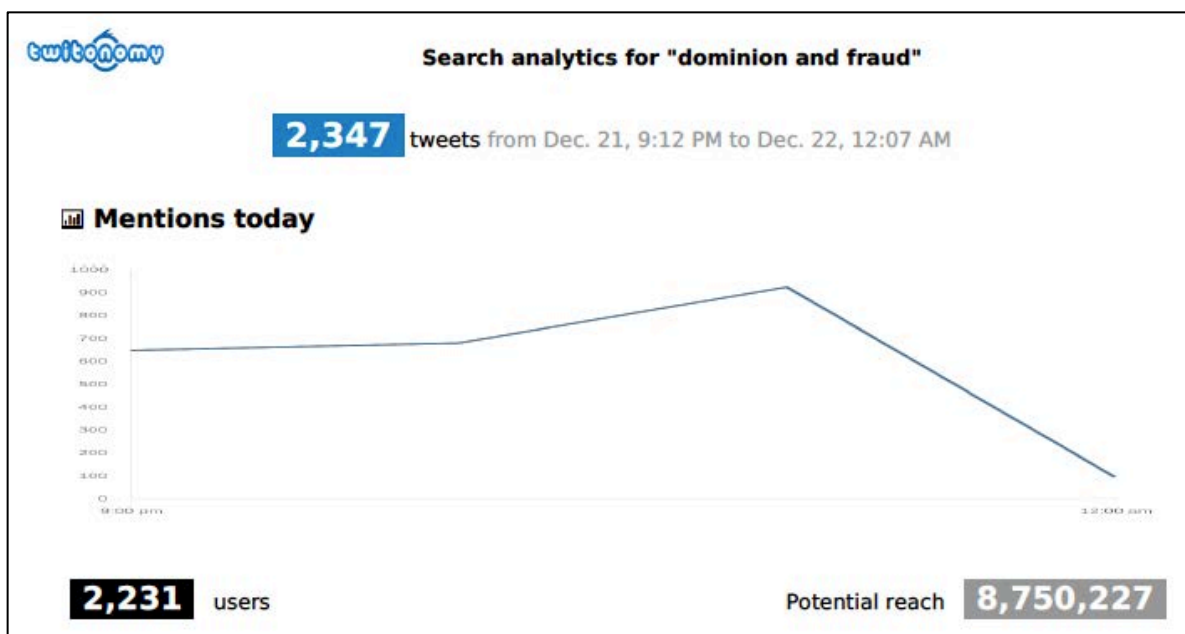 twitonomy
Search analytics for "dominion and fraud"
2,347 tweets from Dec. 21, 9:12 PM to Dec. 22, 12:07 AM
Mentions today
1000
900
800
700
600
500
400
300
200
100
0
9:00 pm 12:00 am
2,231 users Potential reach 8,750,227